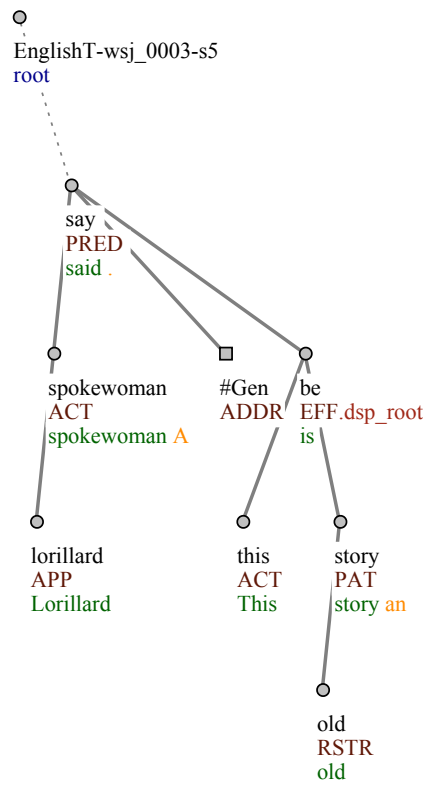 EnglishT-wsj_0003-s5
root
say
PRED
said .
spokewoman
ACT
spokewoman A
#Gen
ADDR
be
EFF.dsp_root
is
lorillard
APP
Lorillard
this
ACT
This
story
PAT
story an
old
RSTR
old